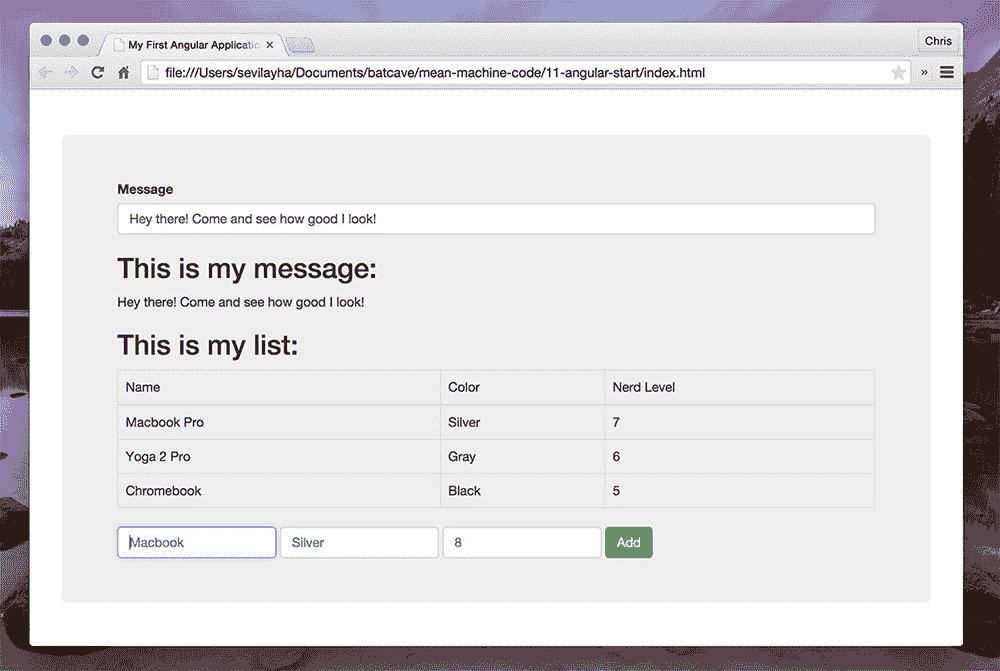 My First Angular Applicatic
Chris
file:///Users/sevilayha/Documents/batcave/mean-machine-code/11-angular-start/index.html
Message
Hey there! Come and see how good I look!
This is my message:
Hey there! Come and see how good I look!
This is my list:
Name Color Nerd Level
Macbook Pro Silver 7
Yoga 2 Pro Gray 6
Chromebook Black 5
Macbook Silver 8 Add